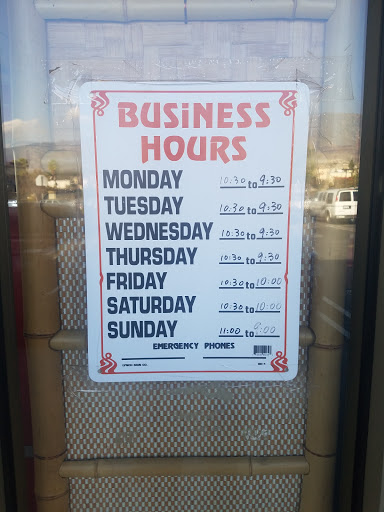 BUSINESS
HOURS
MONDAY 10:30 to 9:30
TUESDAY 10:30 to 9:30
WEDNESDAY 10:30 to 9:30
THURSDAY 10:30 to 9:30
FRIDAY 10:30 to 10:00
SATURDAY 10:30 to 10:00
SUNDAY 11:00 to 9:00
EMERGENCY PHONES